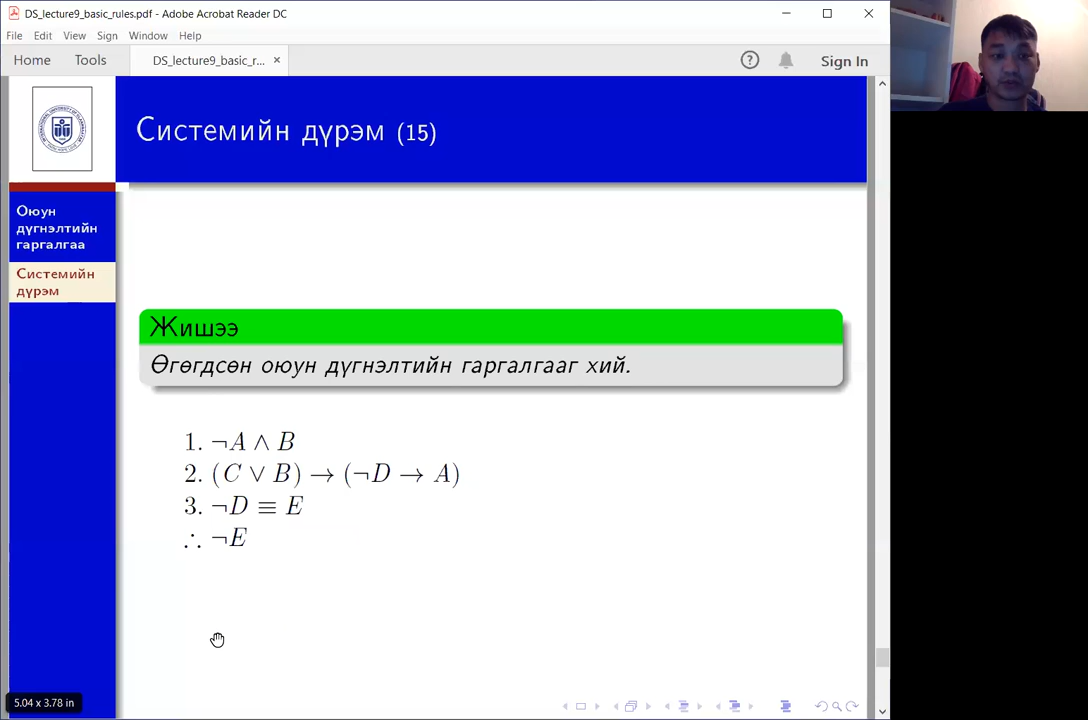 DS_lecture9_basic_rules.pdf - Adobe Acrobat Reader DC
File Edit View Sign Window Help
Home Tools DS_lecture9_basic_r... × Sign In
Системийн дүрэм (15)
Оюун
дүгнэлтийн
гаргалгаа
Системийн
дүрэм
Жишээ
Өгөгдсөн оюун дүгнэлтийн гаргалгааг хий.
1. ¬A ∧ B
2. (C ∨ B) → (¬D → A)
3. ¬D ≡ E
∴ ¬E
5.04 x 3.78 in